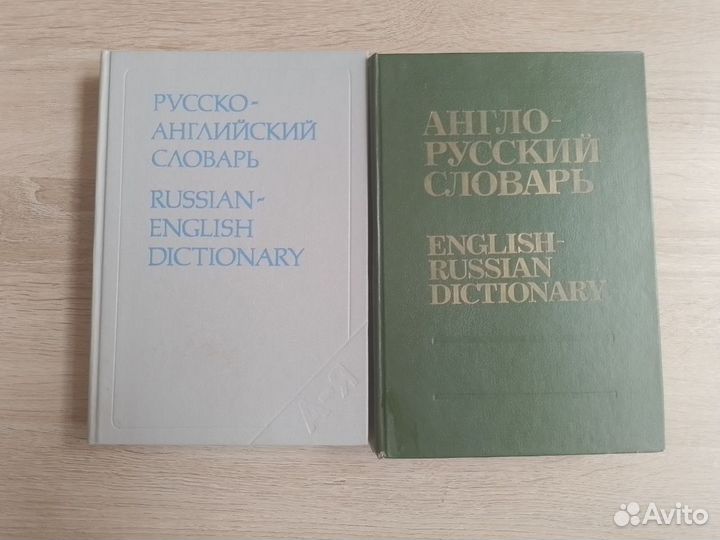 РУССКО-
АНГЛИЙСКИЙ
СЛОВАРЬ
RUSSIAN-
ENGLISH
DICTIONARY
А-Я
АНГЛО-
РУССКИЙ
СЛОВАРЬ
ENGLISH-
RUSSIAN
DICTIONARY
Avito